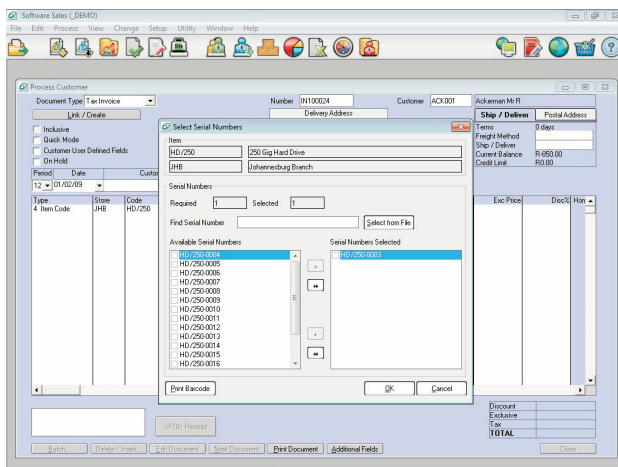 Software Sales (_DEMO)
File Edit Process View Change Setup Utility Window Help
Process Customer
Document Type Tax Invoice Number IN100024 Customer ACK001 Ackerman Mr R
Link / Create Delivery Address Ship / Deliver Postal Address
Inclusive
Quick Mode
Customer User Defined Fields
On Hold
Terms 0 days
Freight Method
Ship / Deliver
Current Balance R-850.00
Credit Limit R0.00
Period Date Custor
12 01/02/09
Type Store Code Exc Price Disc% Hom
4 Item Code JHB HD/250
Select Serial Numbers
Item
HD/250 250 Gig Hard Drive
JHB Johannesburg Branch
Serial Numbers
Required 1 Selected 1
Find Serial Number Select from File
Available Serial Numbers Serial Numbers Selected
HD/250-0004 HD/250-0003
HD/250-0005
HD/250-0006
HD/250-0007
HD/250-0008
HD/250-0009
HD/250-0010
HD/250-0011
HD/250-0012
HD/250-0013
HD/250-0014
HD/250-0015
HD/250-0016
Print Barcode OK Cancel
Discount
Exclusive
Tax
TOTAL
<F10> Receipt
Batch Delete / Insert... Edit Document Next Document Print Document Additional Fields Close